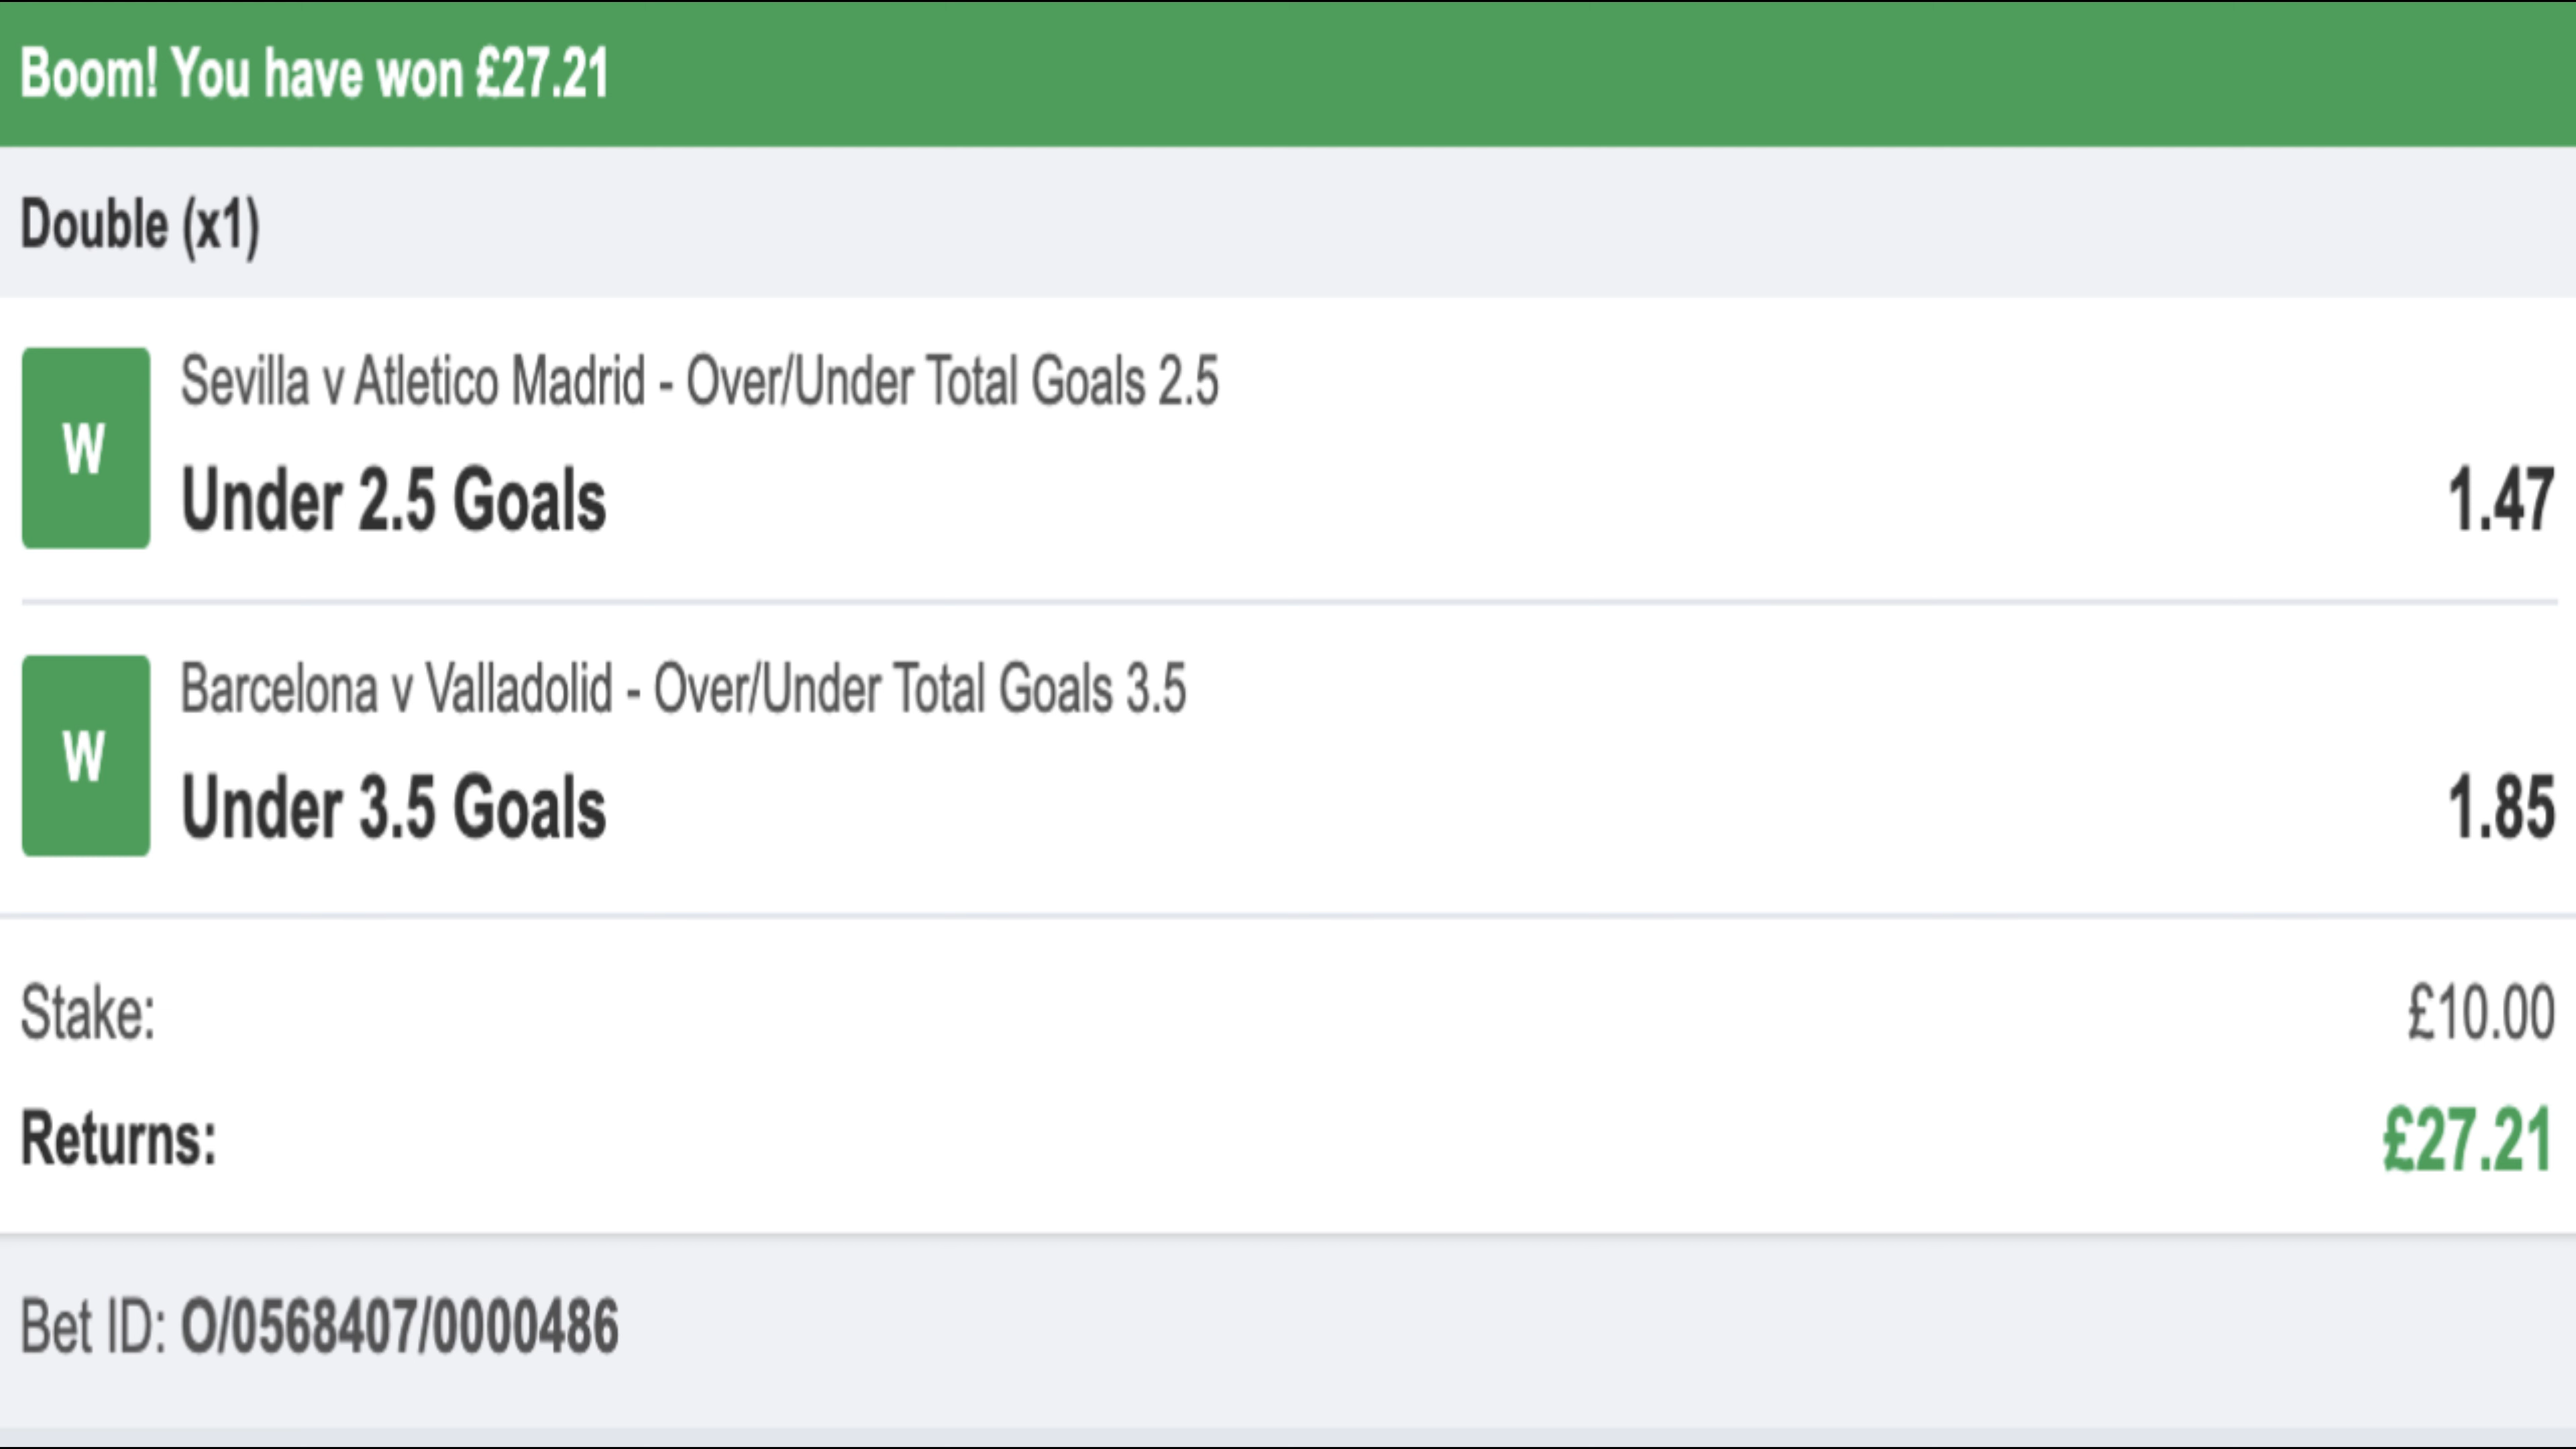 Boom! You have won £27.21
Double (x1)
W
Sevilla v Atletico Madrid - Over/Under Total Goals 2.5
Under 2.5 Goals 1.47
W
Barcelona v Valladolid - Over/Under Total Goals 3.5
Under 3.5 Goals 1.85
Stake: £10.00
Returns: £27.21
Bet ID: O/0568407/0000486